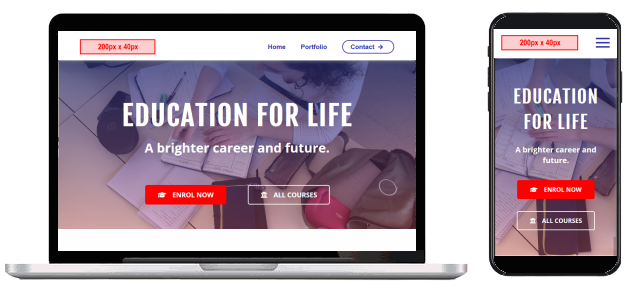 200px x 40px
Home Portfolio Contact →
EDUCATION FOR LIFE
A brighter career and future.
ENROL NOW ALL COURSES
200px x 40px
EDUCATION
FOR LIFE
A brighter career and
future.
ENROL NOW
ALL COURSES